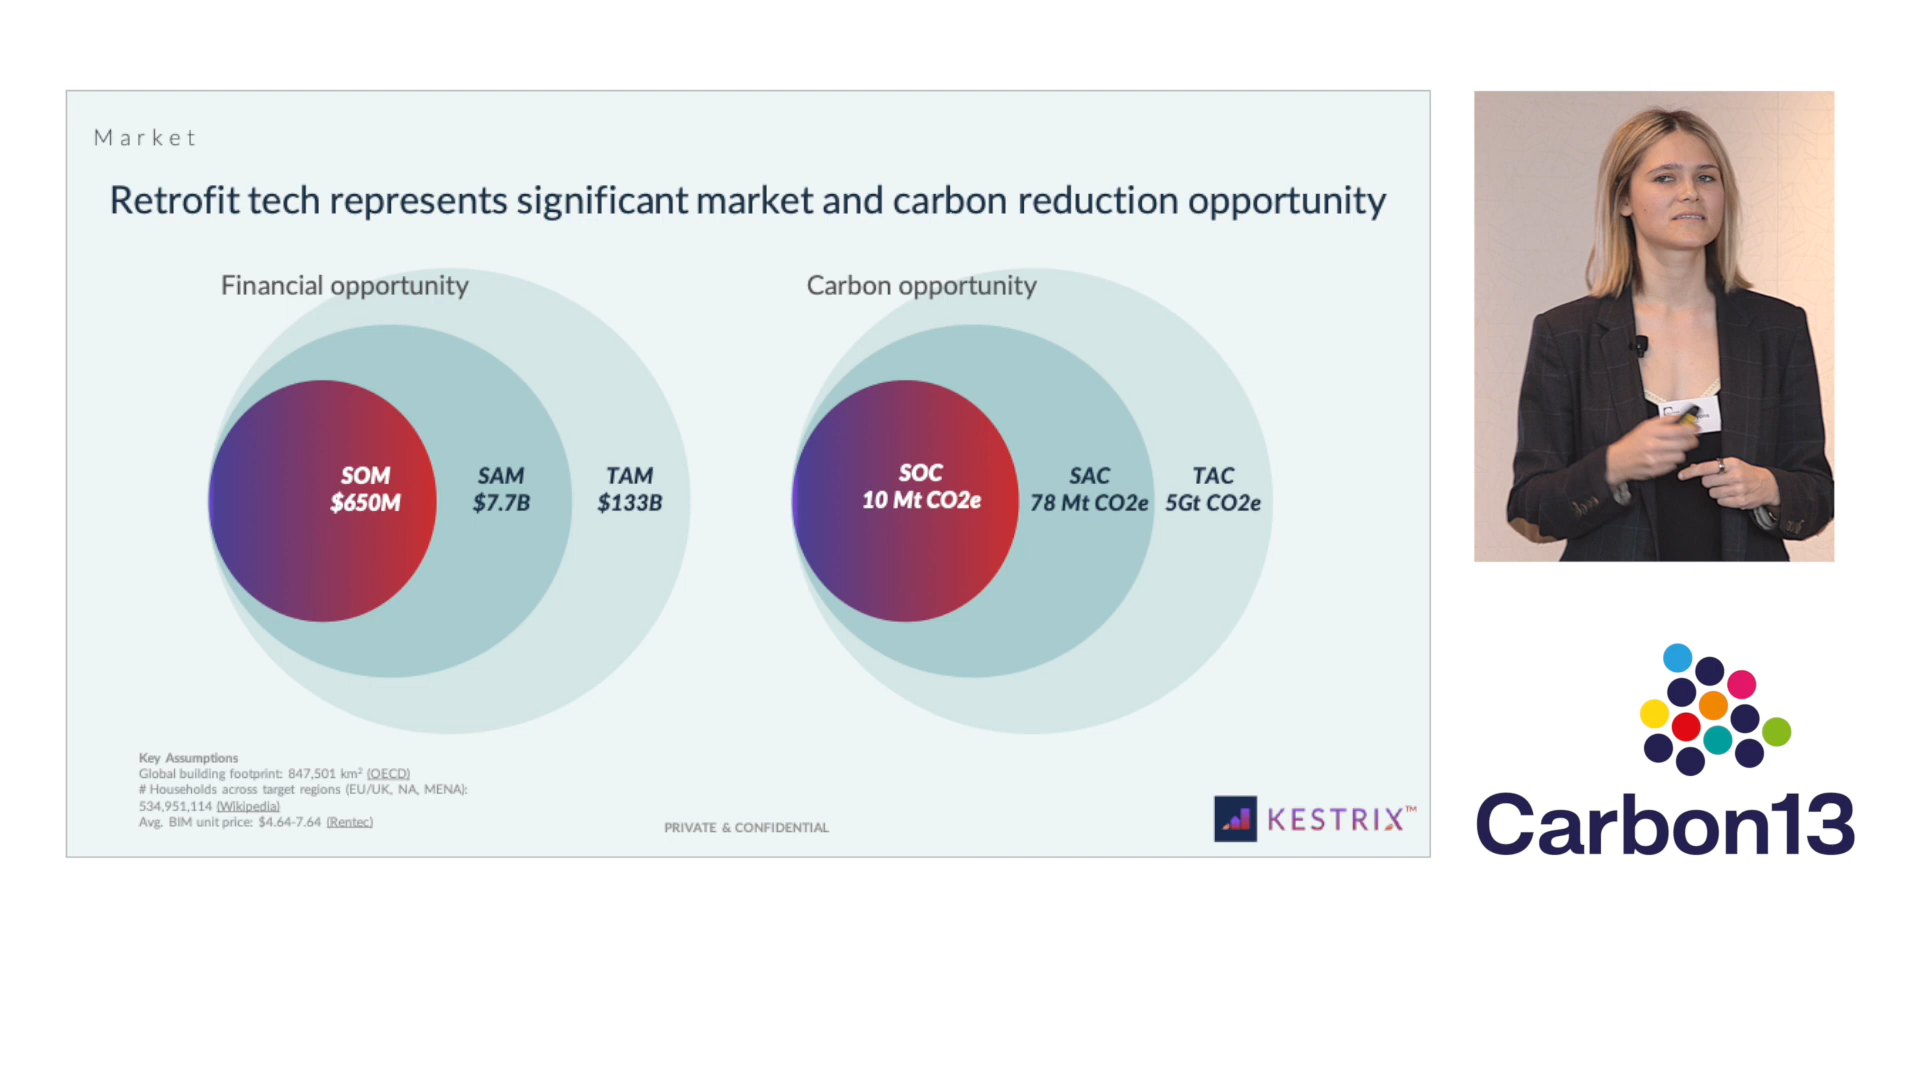 Market
Retrofit tech represents significant market and carbon reduction opportunity
Financial opportunity
SOM
$650M
SAM
$7.7B
TAM
$133B
Carbon opportunity
SOC
10 Mt CO2e
SAC
78 Mt CO2e
TAC
5Gt CO2e
Key Assumptions
Global building footprint: 847,501 km² (OECD)
# Households across target regions (EU/UK, NA, MENA):
534,951,114 (Wikipedia)
Avg. BIM unit price: $4.64-7.64 (Rentec)
PRIVATE & CONFIDENTIAL
KESTRIX™
Carbon13